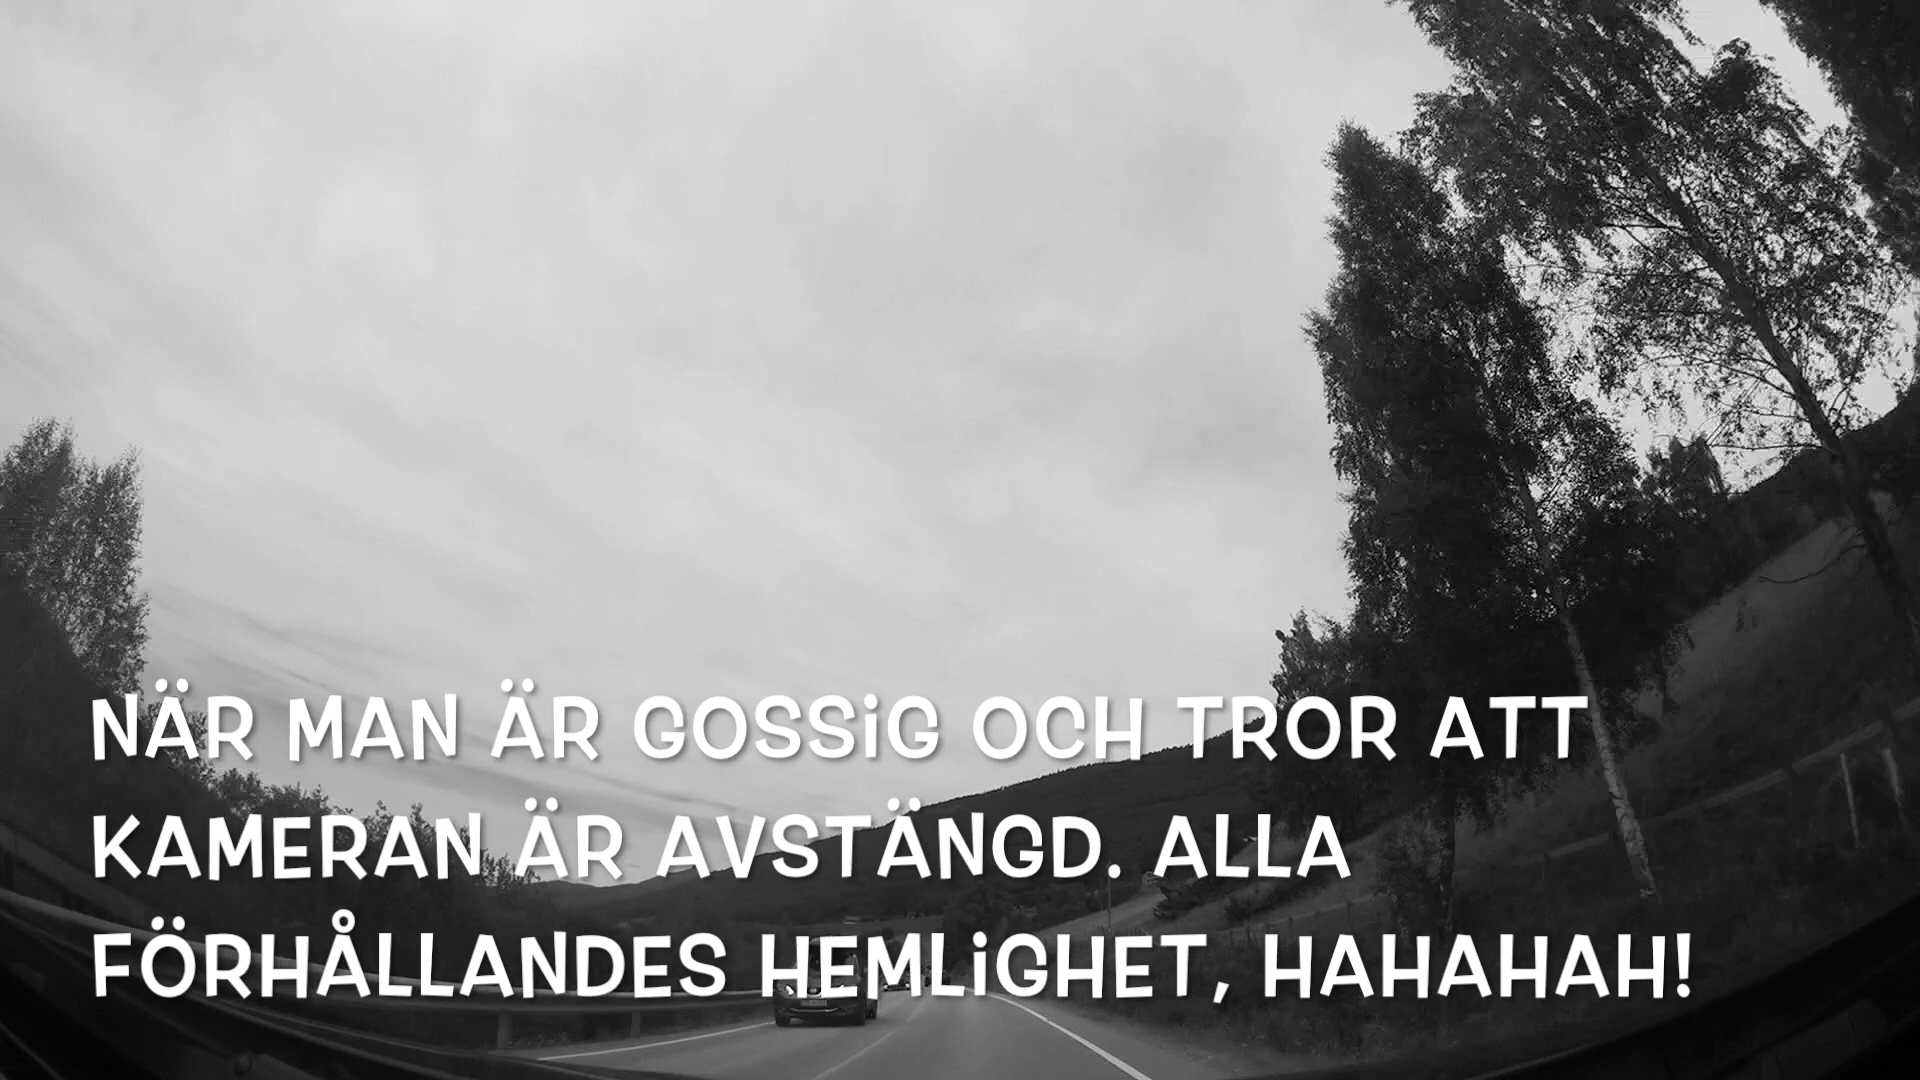 NÄR MAN ÄR GOSSIG OCH TROR ATT
KAMERAN ÄR AVSTÄNGD. ALLA
FÖRHÅLLANDES HEMLIGHET, HAHAHAH!